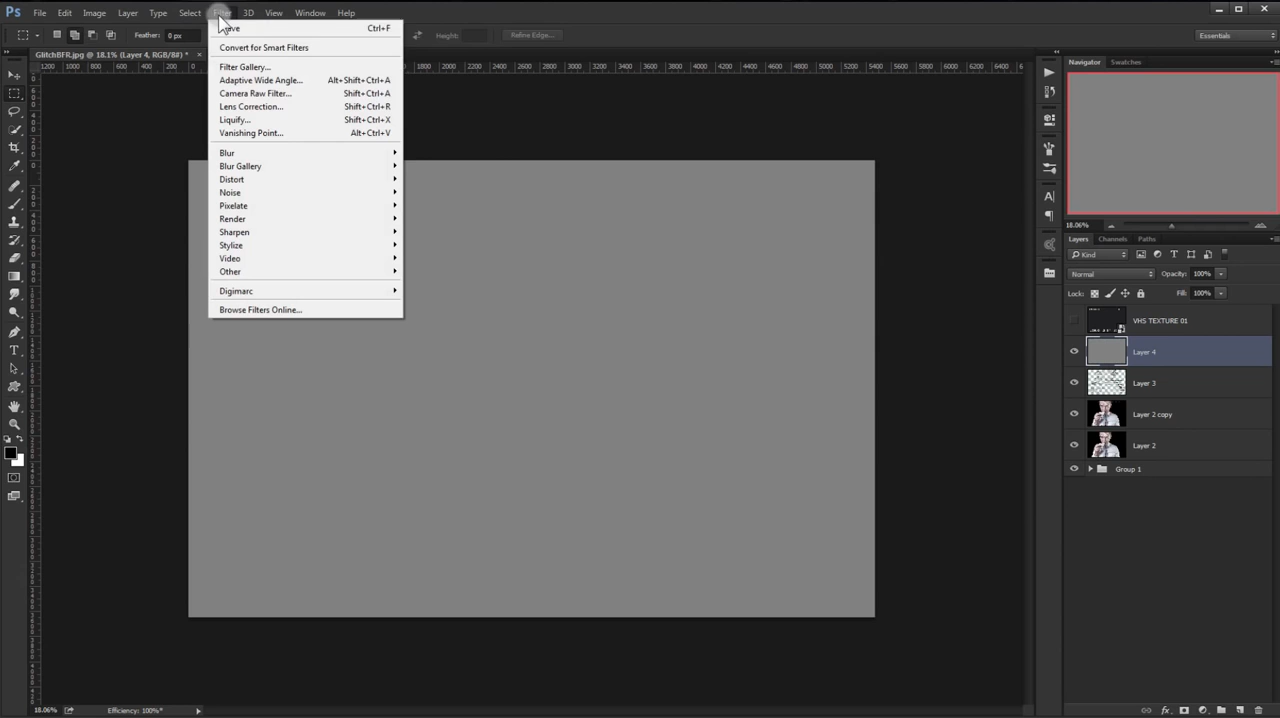 Ps File Edit Image Layer Type Select Filter 3D View Window Help
Feather: 0 px Height: Refine Edge... Essentials
GlitchBFR.jpg @ 18.1% (Layer 4, RGB/8#) * ×
Ctrl+F
Convert for Smart Filters
Filter Gallery...
Adaptive Wide Angle... Alt+Shift+Ctrl+A
Camera Raw Filter... Shift+Ctrl+A
Lens Correction... Shift+Ctrl+R
Liquify... Shift+Ctrl+X
Vanishing Point... Alt+Ctrl+V
Blur
Blur Gallery
Distort
Noise
Pixelate
Render
Sharpen
Stylize
Video
Other
Digimarc
Browse Filters Online...
1200 1000 800 600 400 200 0 2000 2200 2400 2600 2800 3000 3200 3400 3600 3800 4000 4200 4400 4600 4800 5000 5200 5400 5600 5800 6000 6200 6400
Navigator Swatches
18.06%
Layers Channels Paths
Kind
Normal Opacity: 100%
Lock: Fill: 100%
VHS TEXTURE 01
Layer 4
Layer 3
Layer 2 copy
Layer 2
Group 1
18.06% Efficiency: 100%*